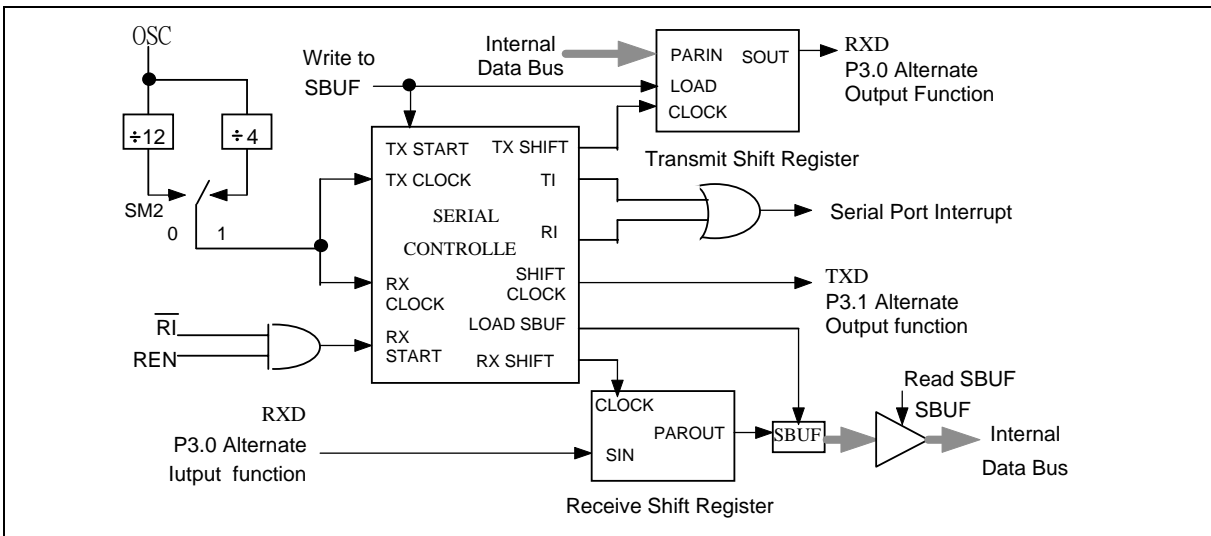 OSC
÷12
÷4
SM2
0
1
Write to
SBUF
Internal
Data Bus
PARIN
SOUT
LOAD
CLOCK
RXD
P3.0 Alternate
Output Function
Transmit Shift Register
TX START
TX SHIFT
TX CLOCK
TI
SERIAL
RI
CONTROLLE
SHIFT
CLOCK
RX
CLOCK
LOAD SBUF
RX
START
RX SHIFT
Serial Port Interrupt
TXD
P3.1 Alternate
Output function
RI
REN
RXD
P3.0 Alternate
Iutput function
CLOCK
PAROUT
SIN
Receive Shift Register
SBUF
Read SBUF
SBUF
Internal
Data Bus